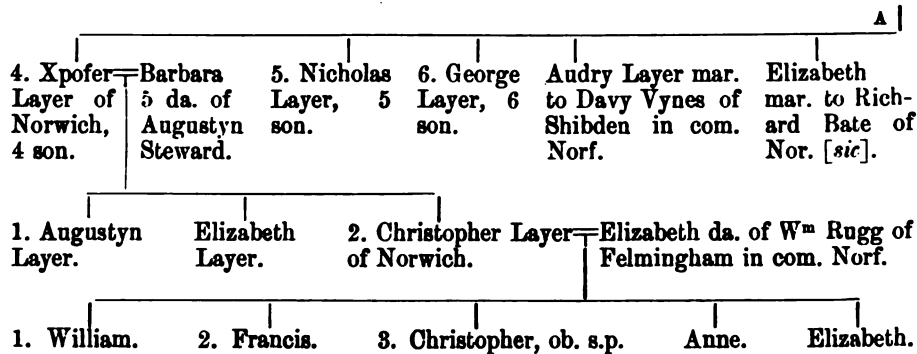 A
4. Xpofer=Barbara 5. Nicholas 6. George Audry Layer mar. Elizabeth
Layer of 5 da. of Layer, 5 Layer, 6 to Davy Vynes of mar. to Rich-
Norwich, Augustyn son. son. Shibden in com. ard Bate of
4 son. Steward. Norf. Nor. [sic].
1. Augustyn Elizabeth 2. Christopher Layer=Elizabeth da. of Wᵐ Rugg of
Layer. Layer. of Norwich. Felmingham in com. Norf.
1. William. 2. Francis. 3. Christopher, ob. s.p. Anne. Elizabeth.